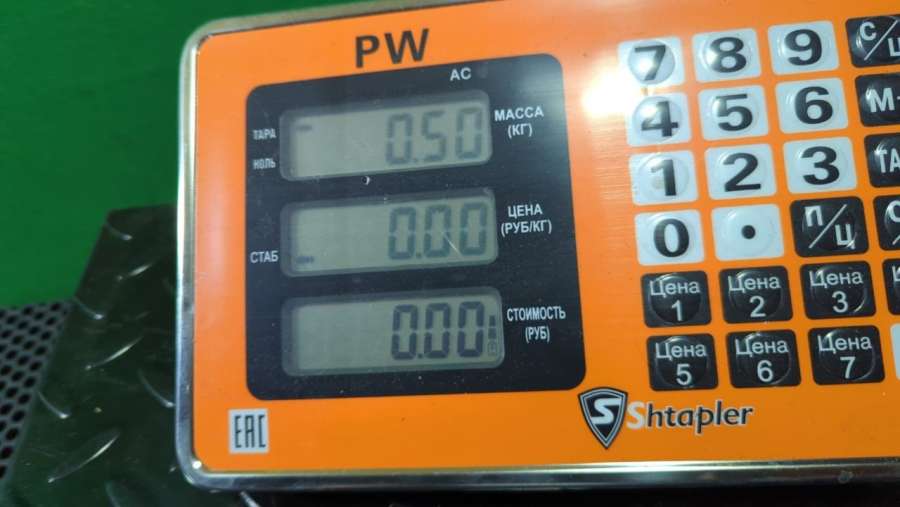 PW
AC
ТАРА
НОЛЬ
0.50
МАССА
(КГ)
СТАБ
0.00
ЦЕНА
(РУБ/КГ)
0.00
СТОИМОСТЬ
(РУБ)
7 8 9 С/Ц
4 5 6
1 2 3
0 . П/Ц
Цена 1 Цена 2 Цена 3
Цена 5 Цена 6 Цена 7
EAC
Shtapler